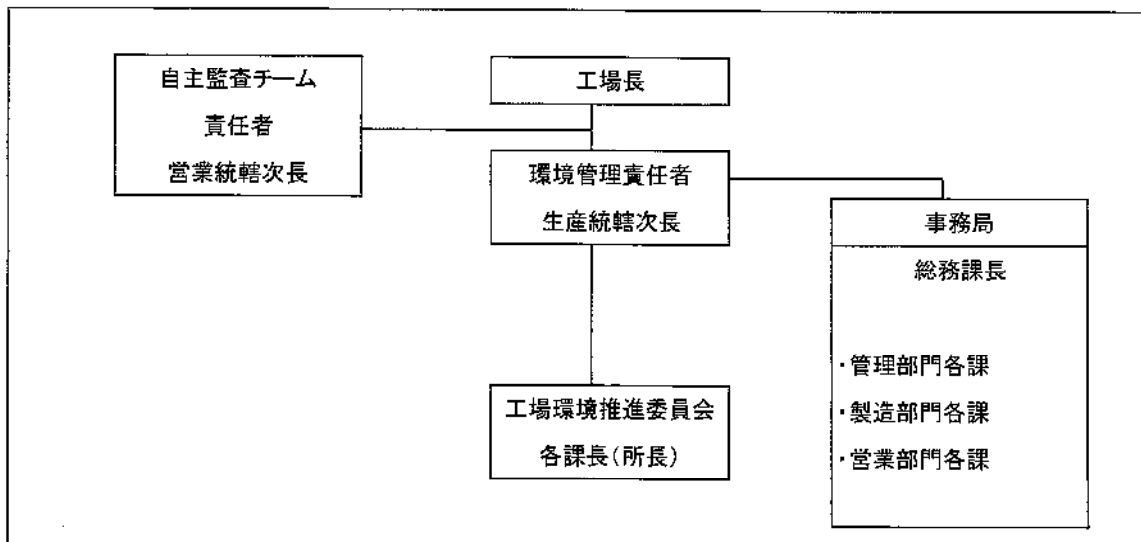 自主監査チーム
責任者
営業統轄次長
工場長
環境管理責任者
生産統轄次長
事務局
総務課長
・管理部門各課
・製造部門各課
・営業部門各課
工場環境推進委員会
各課長(所長)